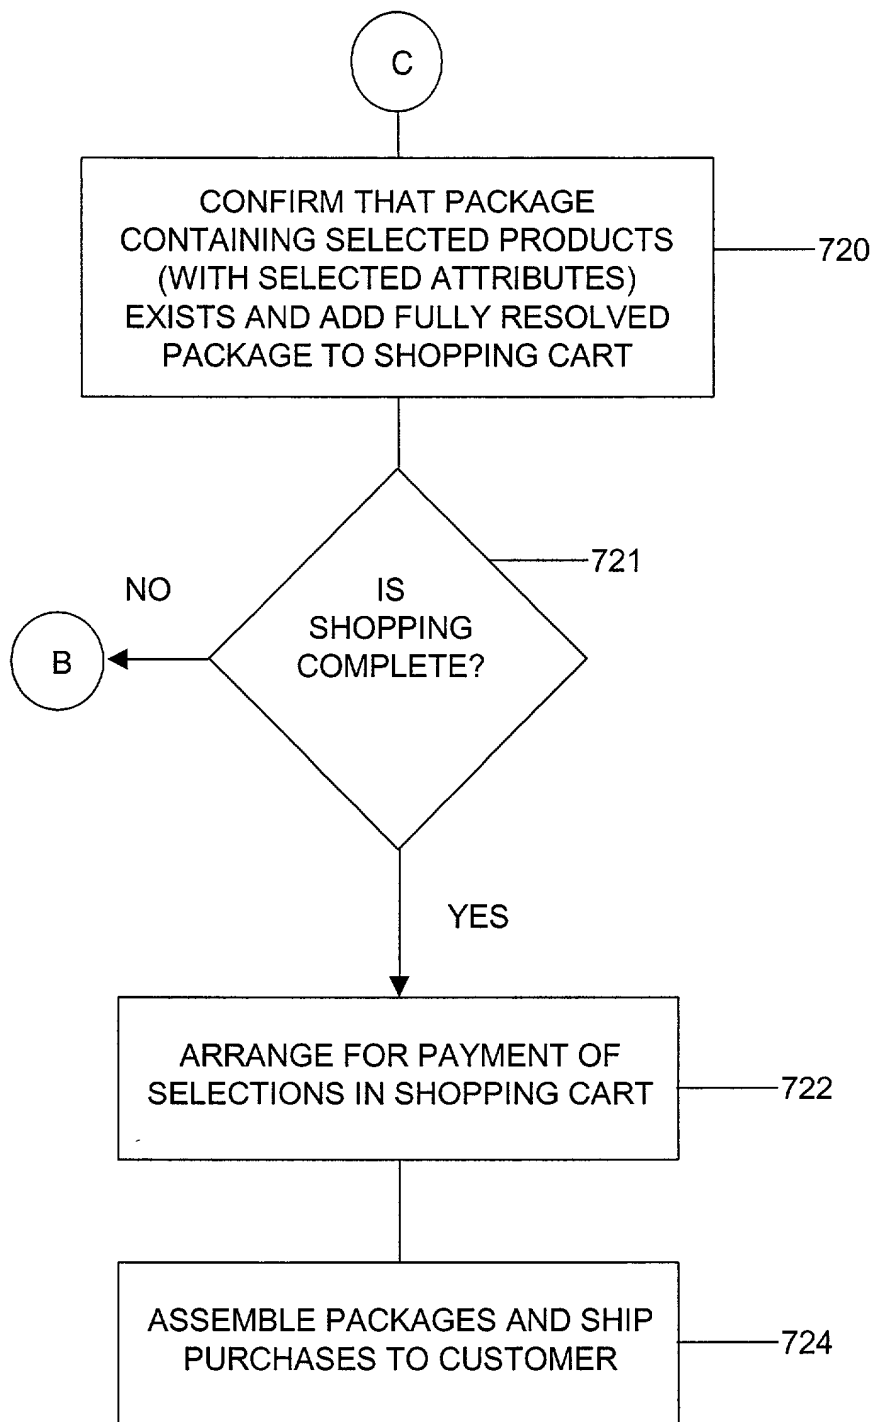 C
CONFIRM THAT PACKAGE
CONTAINING SELECTED PRODUCTS
(WITH SELECTED ATTRIBUTES)
EXISTS AND ADD FULLY RESOLVED
PACKAGE TO SHOPPING CART
720
721
NO
IS
SHOPPING
COMPLETE?
B
YES
ARRANGE FOR PAYMENT OF
SELECTIONS IN SHOPPING CART
722
ASSEMBLE PACKAGES AND SHIP
PURCHASES TO CUSTOMER
724